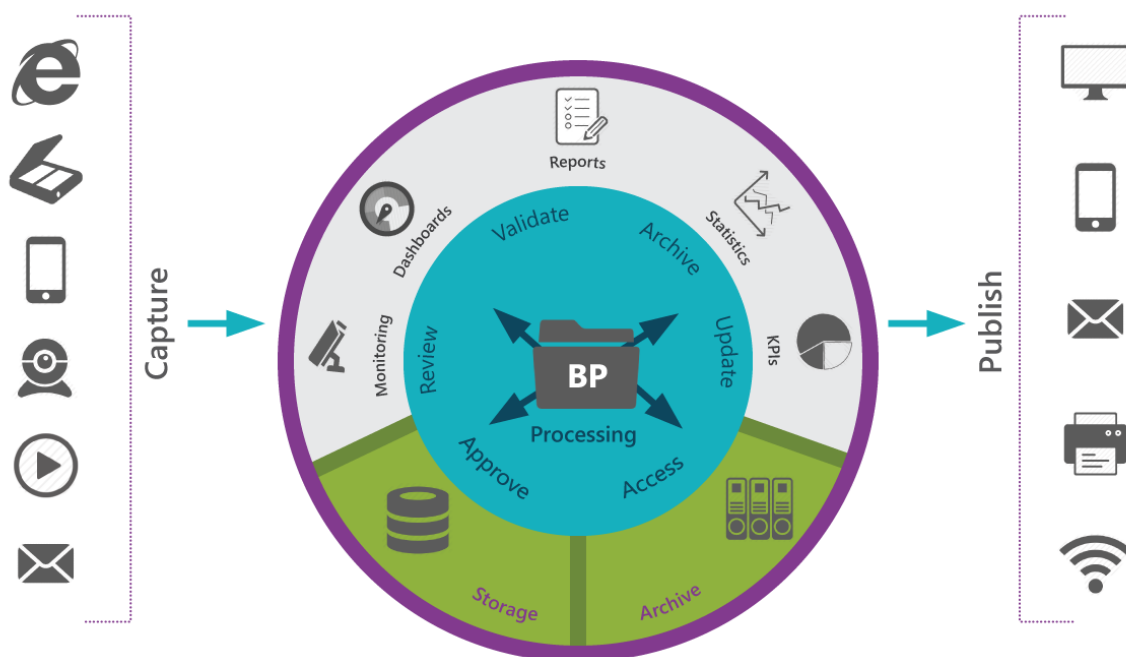 Capture
Reports
Dashboards
Statistics
Monitoring
KPIs
Validate
Archive
Review
Update
BP
Processing
Approve
Access
Storage
Archive
Publish